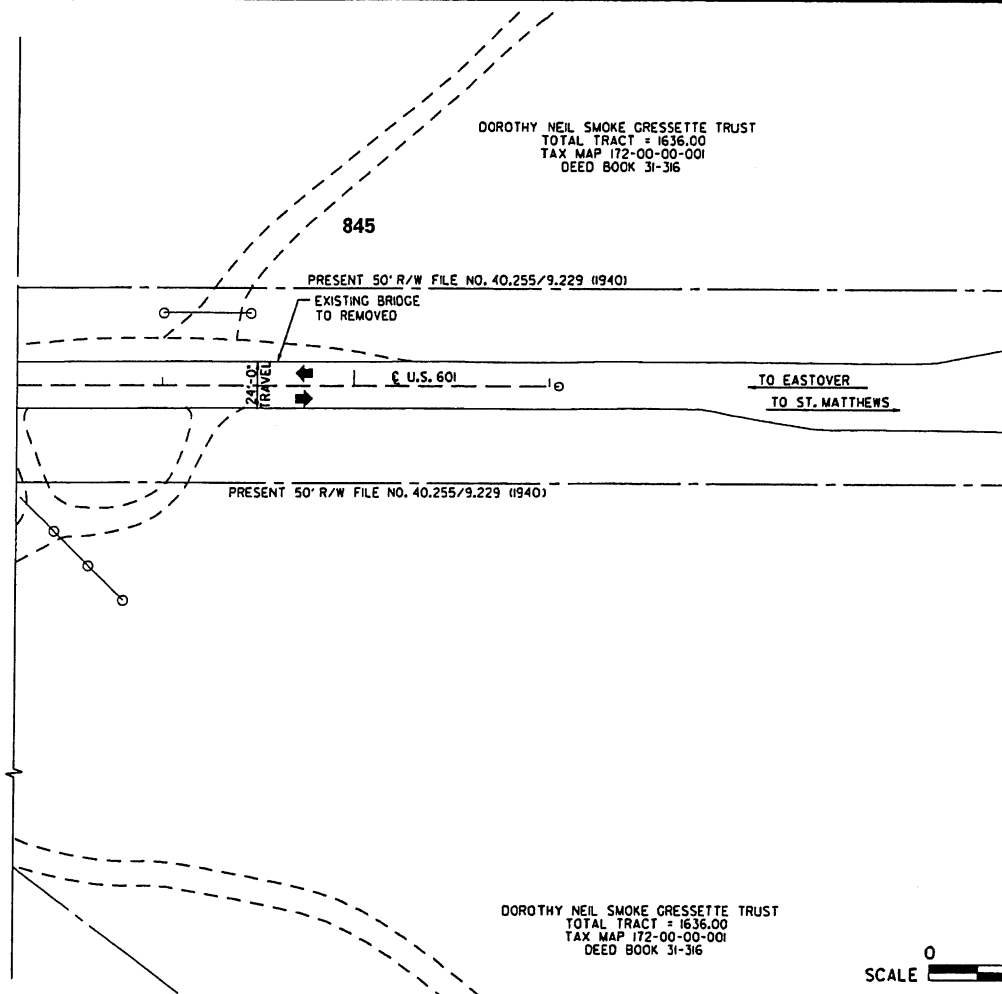 DOROTHY NEIL SMOKE GRESSETTE TRUST
TOTAL TRACT = 1636.00
TAX MAP 172-00-00-001
DEED BOOK 31-316
845
PRESENT 50' R/W FILE NO. 40.255/9.229 (1940)
EXISTING BRIDGE
TO REMOVED
24'-0"
TRAVEL
℄ U.S. 601
TO EASTOVER
TO ST. MATTHEWS
PRESENT 50' R/W FILE NO. 40.255/9.229 (1940)
DOROTHY NEIL SMOKE GRESSETTE TRUST
TOTAL TRACT = 1636.00
TAX MAP 172-00-00-001
DEED BOOK 31-316
0
SCALE